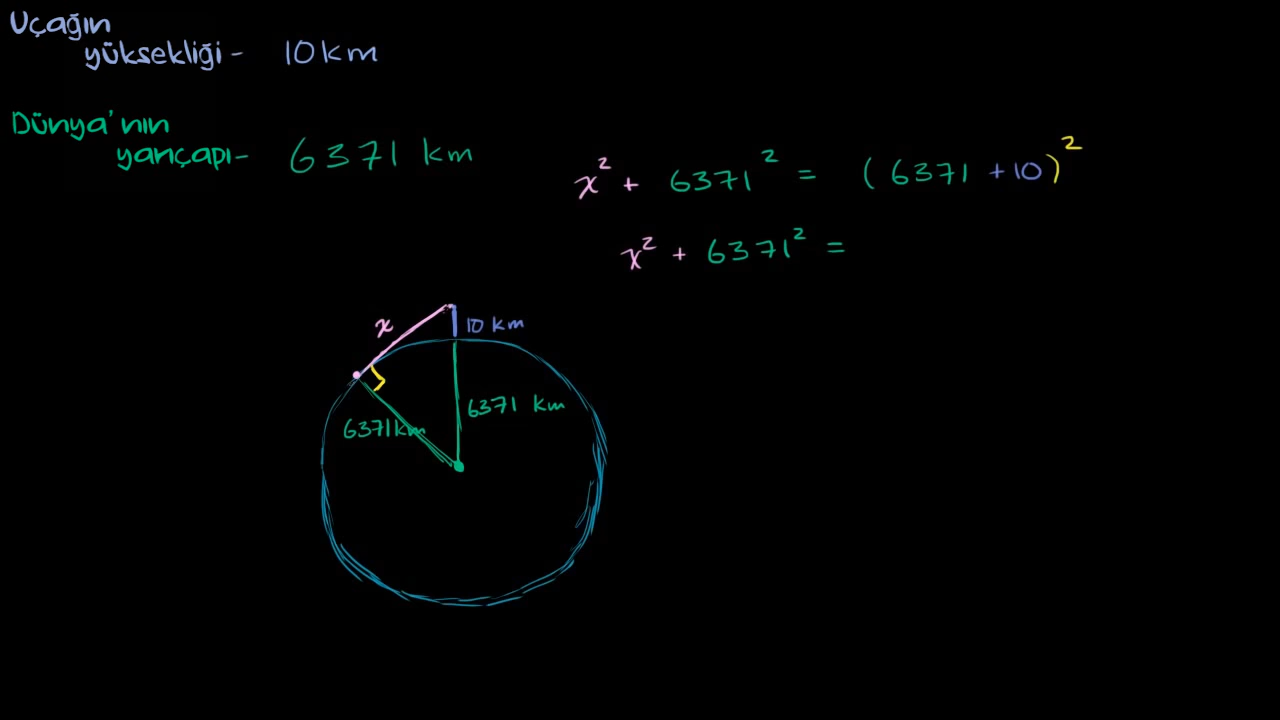 Uçağın
yüksekliği - 10 km
Dünya'nın
yarıçapı - 6371 km
x² + 6371² = (6371 + 10)²
x² + 6371² =
x
10 km
6371 km
6371 km